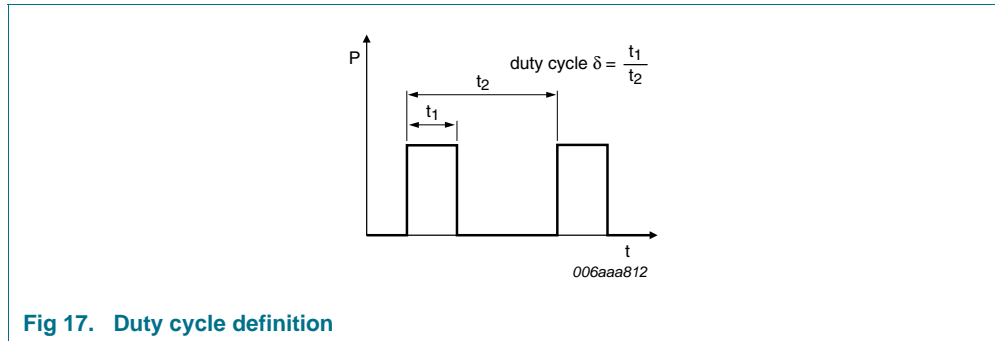 P
duty cycle δ = t1
t2
t2
t1
t
006aaa812
Fig 17. Duty cycle definition